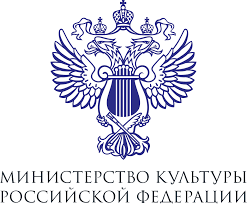 МИНИСТЕРСТВО КУЛЬТУРЫ
РОССИЙСКОЙ ФЕДЕРАЦИИ